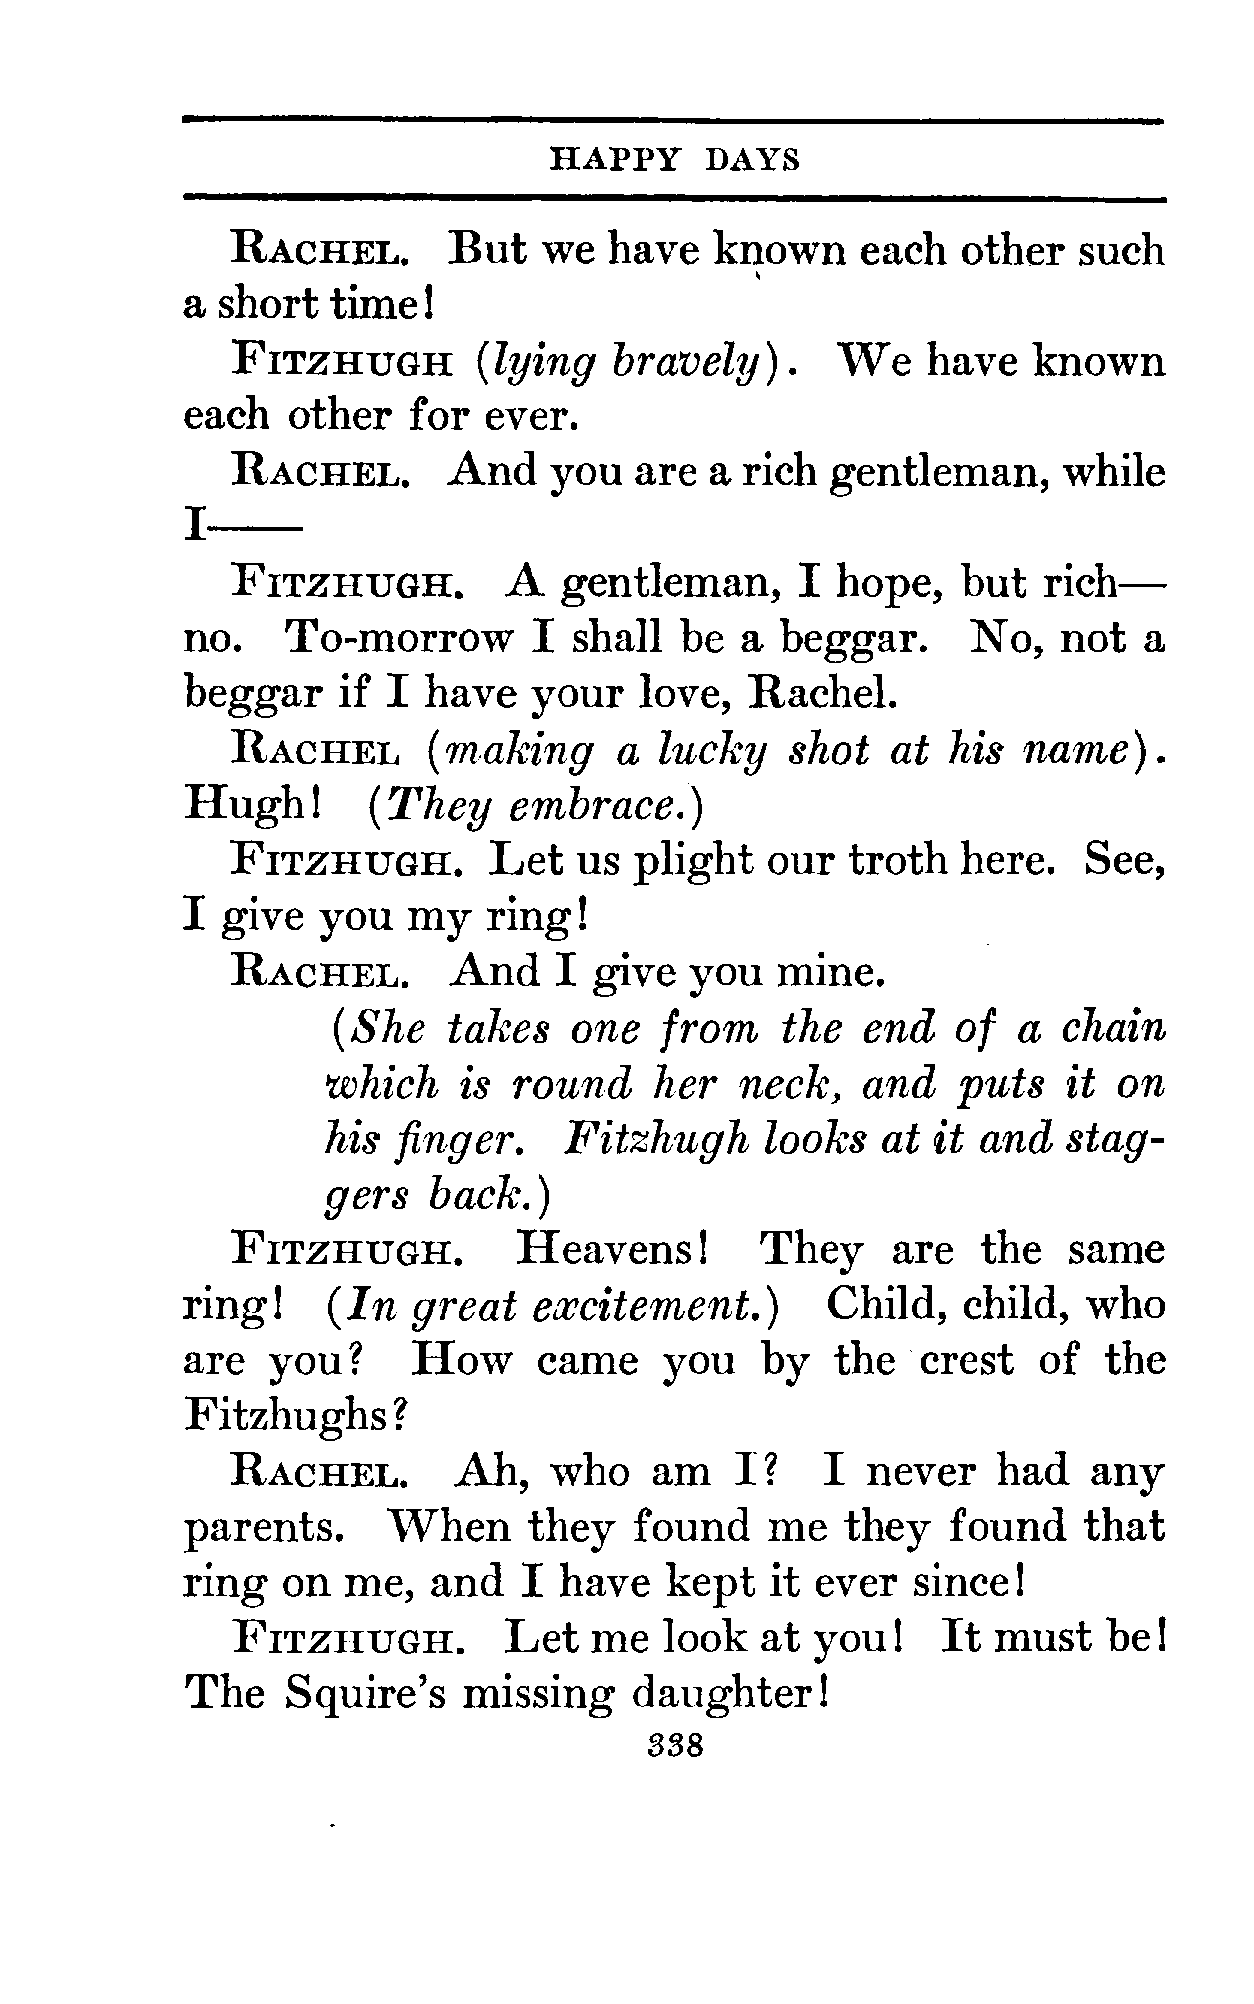 HAPPY DAYS
RACHEL. But we have known each other such
a short time!
FITZHUGH (lying bravely). We have known
each other for ever.
RACHEL. And you are a rich gentleman, while
I——
FITZHUGH. A gentleman, I hope, but rich—
no. To-morrow I shall be a beggar. No, not a
beggar if I have your love, Rachel.
RACHEL (making a lucky shot at his name).
Hugh! (They embrace.)
FITZHUGH. Let us plight our troth here. See,
I give you my ring!
RACHEL. And I give you mine.
(She takes one from the end of a chain
which is round her neck, and puts it on
his finger. Fitzhugh looks at it and stag-
gers back.)
FITZHUGH. Heavens! They are the same
ring! (In great excitement.) Child, child, who
are you? How came you by the crest of the
Fitzhughs?
RACHEL. Ah, who am I? I never had any
parents. When they found me they found that
ring on me, and I have kept it ever since!
FITZHUGH. Let me look at you! It must be!
The Squire's missing daughter!
338